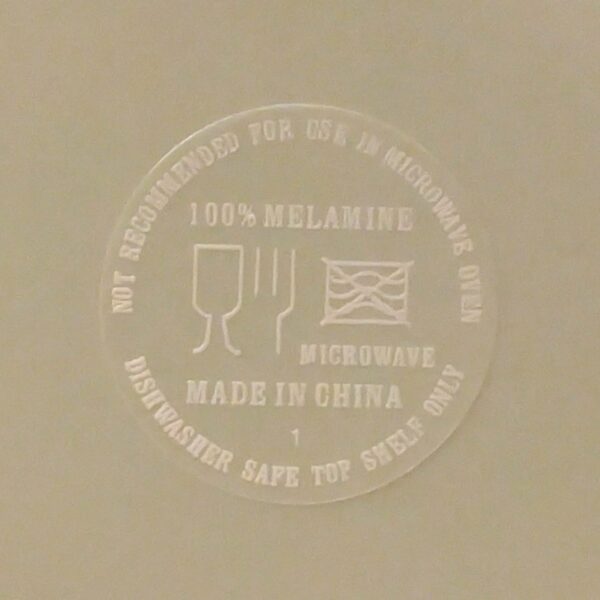 NOT RECOMMENDED FOR USE IN MICROWAVE OVEN
100% MELAMINE
MICROWAVE
MADE IN CHINA
1
DISHWASHER SAFE TOP SHELF ONLY